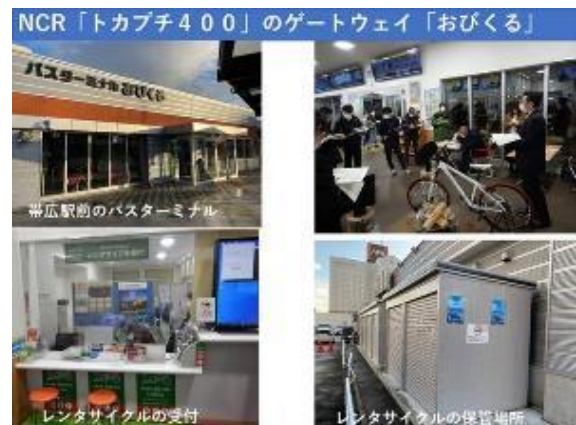 NCR「トカプチ４００」のゲートウェイ「おびくる」
バスターミナルおびくる
帯広駅前のバスターミナル
レンタサイクルの受付
レンタサイクルの保管場所